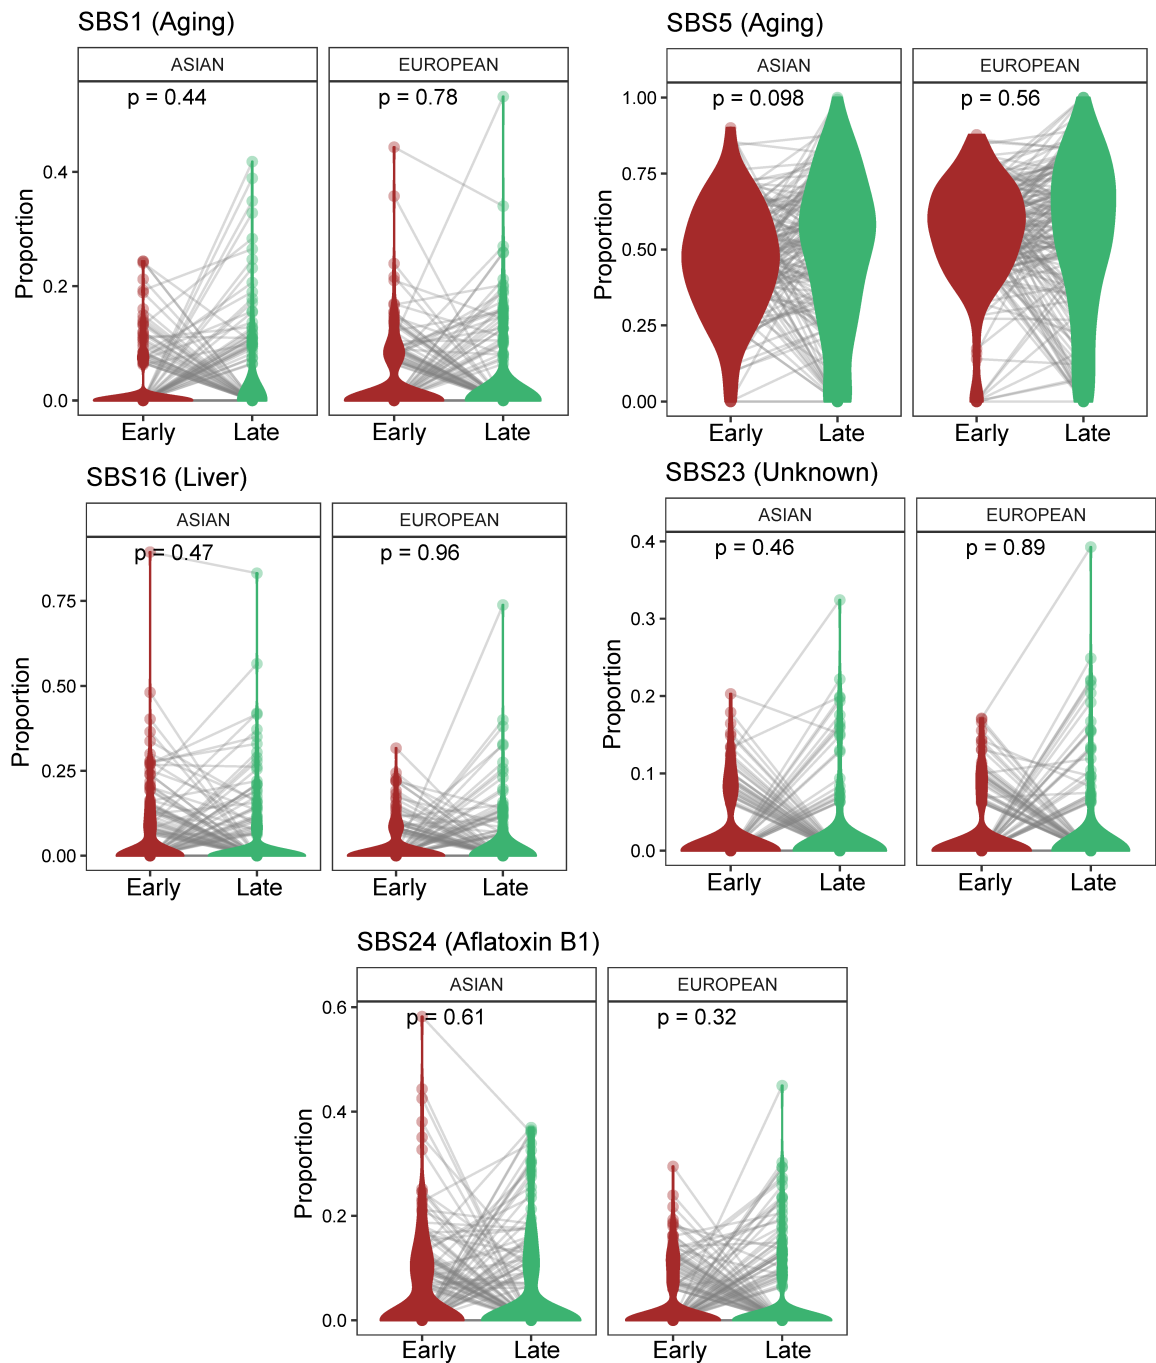 SBS1 (Aging)
ASIAN
EUROPEAN
p = 0.44
p = 0.78
Proportion
0.4
0.2
0.0
Early
Late
Early
Late
SBS5 (Aging)
ASIAN
EUROPEAN
p = 0.098
p = 0.56
Proportion
1.00
0.75
0.50
0.25
0.00
Early
Late
Early
Late
SBS16 (Liver)
ASIAN
EUROPEAN
p = 0.47
p = 0.96
Proportion
0.75
0.50
0.25
0.00
Early
Late
Early
Late
SBS23 (Unknown)
ASIAN
EUROPEAN
p = 0.46
p = 0.89
Proportion
0.4
0.3
0.2
0.1
0.0
Early
Late
Early
Late
SBS24 (Aflatoxin B1)
ASIAN
EUROPEAN
p = 0.61
p = 0.32
Proportion
0.6
0.4
0.2
0.0
Early
Late
Early
Late